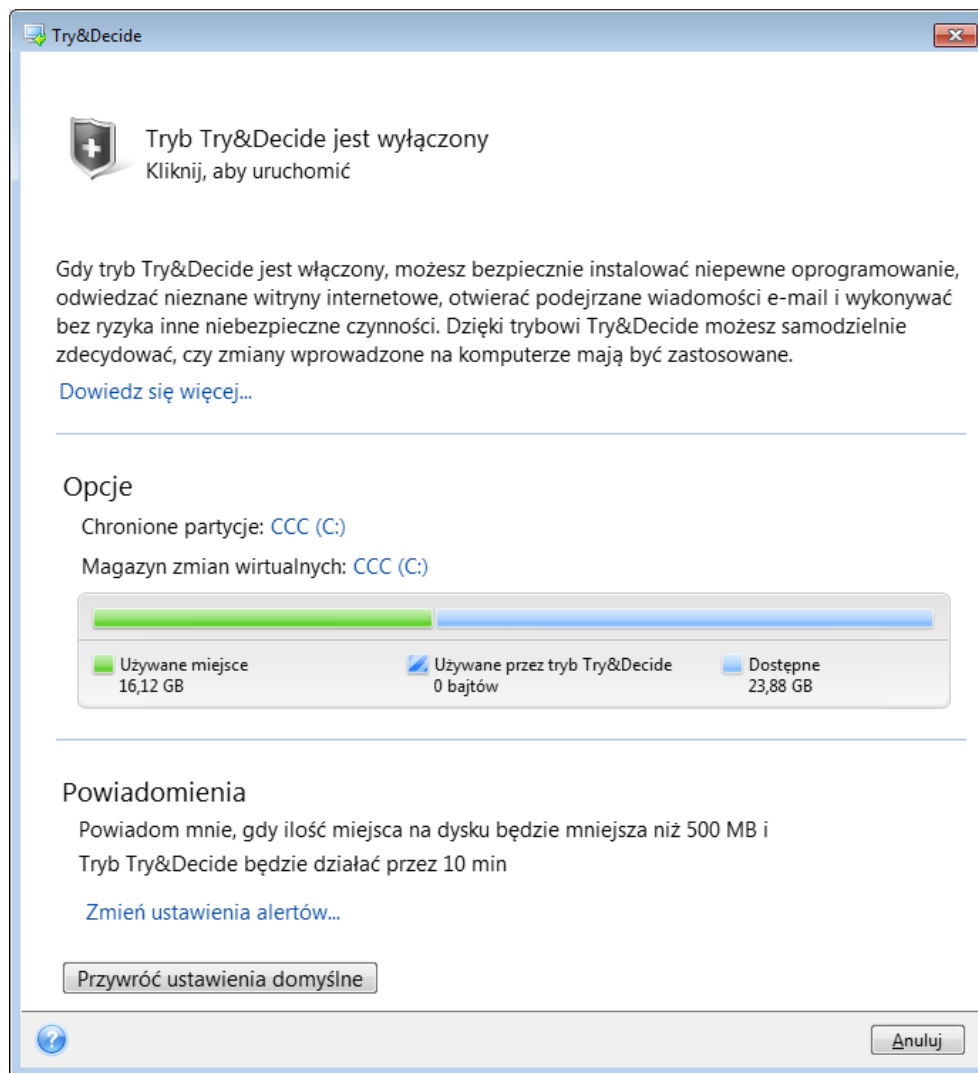 Try&Decide
Tryb Try&Decide jest wyłączony
Kliknij, aby uruchomić
Gdy tryb Try&Decide jest włączony, możesz bezpiecznie instalować niepewne oprogramowanie,
odwiedzać nieznane witryny internetowe, otwierać podejrzane wiadomości e-mail i wykonywać
bez ryzyka inne niebezpieczne czynności. Dzięki trybowi Try&Decide możesz samodzielnie
zdecydować, czy zmiany wprowadzone na komputerze mają być zastosowane.
Dowiedz się więcej...
Opcje
Chronione partycje: CCC (C:)
Magazyn zmian wirtualnych: CCC (C:)
Używane miejsce
16,12 GB
Używane przez tryb Try&Decide
0 bajtów
Dostępne
23,88 GB
Powiadomienia
Powiadom mnie, gdy ilość miejsca na dysku będzie mniejsza niż 500 MB i
Tryb Try&Decide będzie działać przez 10 min
Zmień ustawienia alertów...
Przywróć ustawienia domyślne
Anuluj